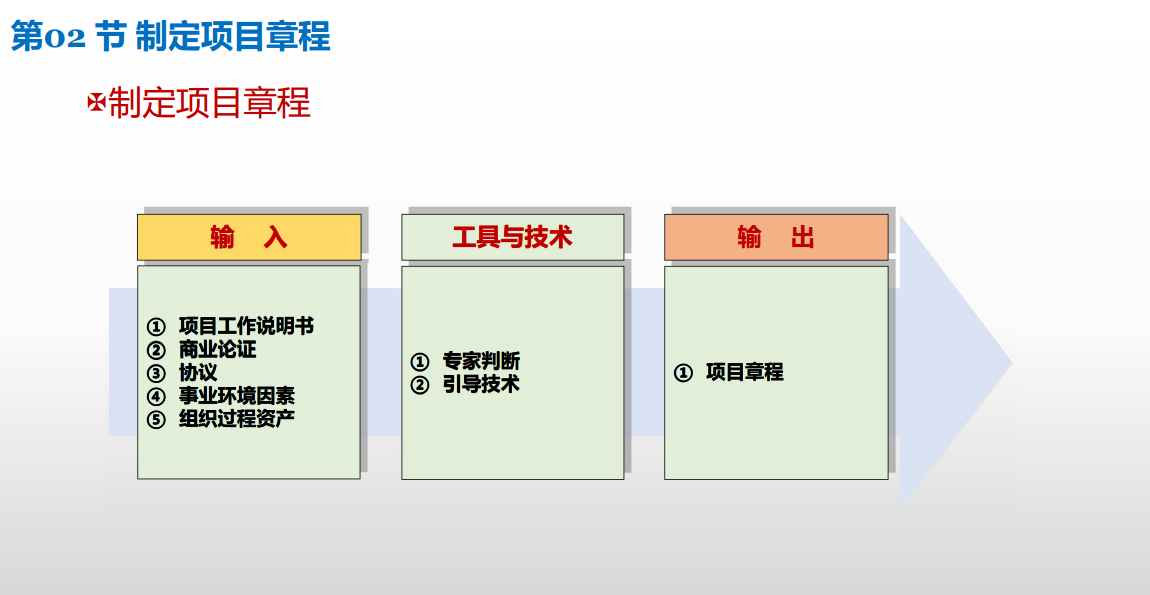 第02 节 制定项目章程
✠制定项目章程
输 入
① 项目工作说明书
② 商业论证
③ 协议
④ 事业环境因素
⑤ 组织过程资产
工具与技术
① 专家判断
② 引导技术
输 出
① 项目章程